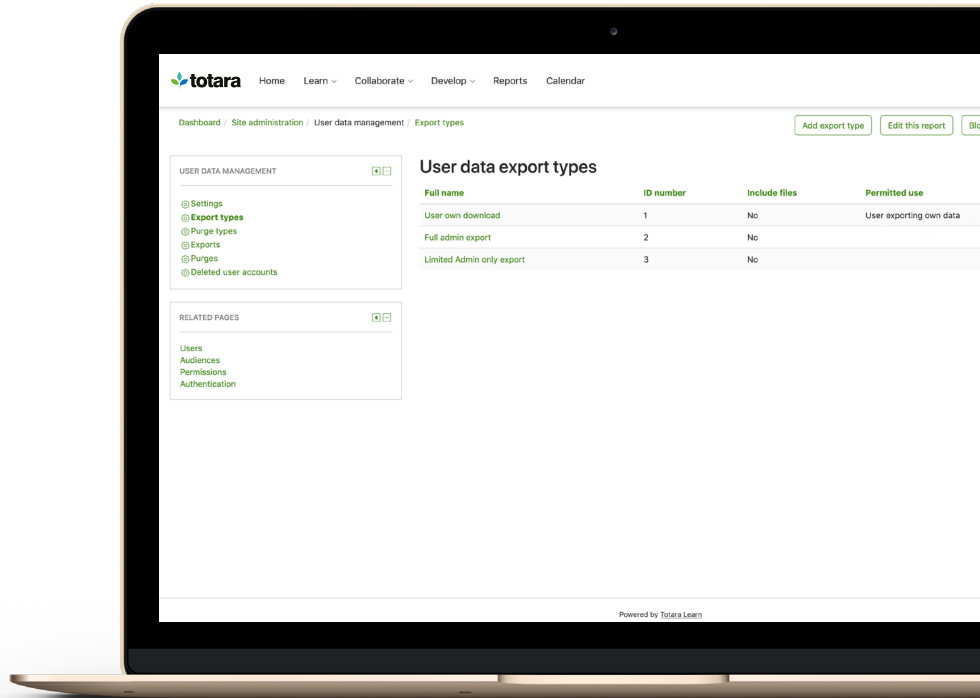 totara Home Learn Collaborate Develop Reports Calendar
Dashboard / Site administration / User data management / Export types
Add export type Edit this report Blo
USER DATA MANAGEMENT
Settings
Export types
Purge types
Exports
Purges
Deleted user accounts
RELATED PAGES
Users
Audiences
Permissions
Authentication
User data export types
Full name ID number Include files Permitted use
User own download 1 No User exporting own data
Full admin export 2 No
Limited Admin only export 3 No
Powered by Totara Learn